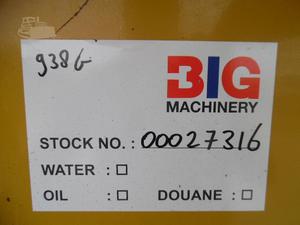 938G
BIG
MACHINERY
STOCK NO.: 00027316
WATER: ☐
OIL : ☐ DOUANE: ☐